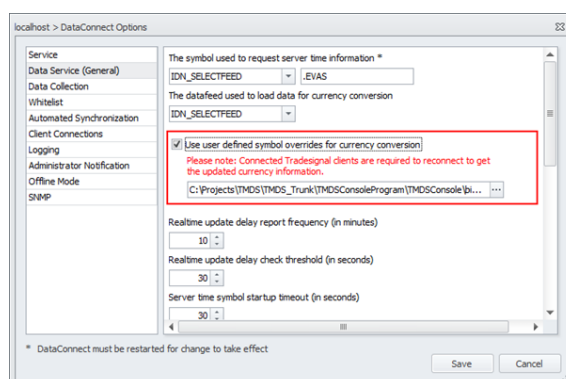 localhost > DataConnect Options
Service
Data Service (General)
Data Collection
Whitelist
Automated Synchronization
Client Connections
Logging
Administrator Notification
Offline Mode
SNMP
The symbol used to request server time information *
IDN_SELECTFEED .EVAS
The datafeed used to load data for currency conversion
IDN_SELECTFEED
Use user defined symbol overrides for currency conversion
Please note: Connected Tradesignal clients are required to reconnect to get
the updated currency information.
C:\Projects\TMDS\TMDS_Trunk\TMDSConsoleProgram\TMDSConsole\bi... ...
Realtime update delay report frequency (in minutes)
10
Realtime update delay check threshold (in seconds)
30
Server time symbol startup timeout (in seconds)
30
* DataConnect must be restarted for change to take effect
Save Cancel